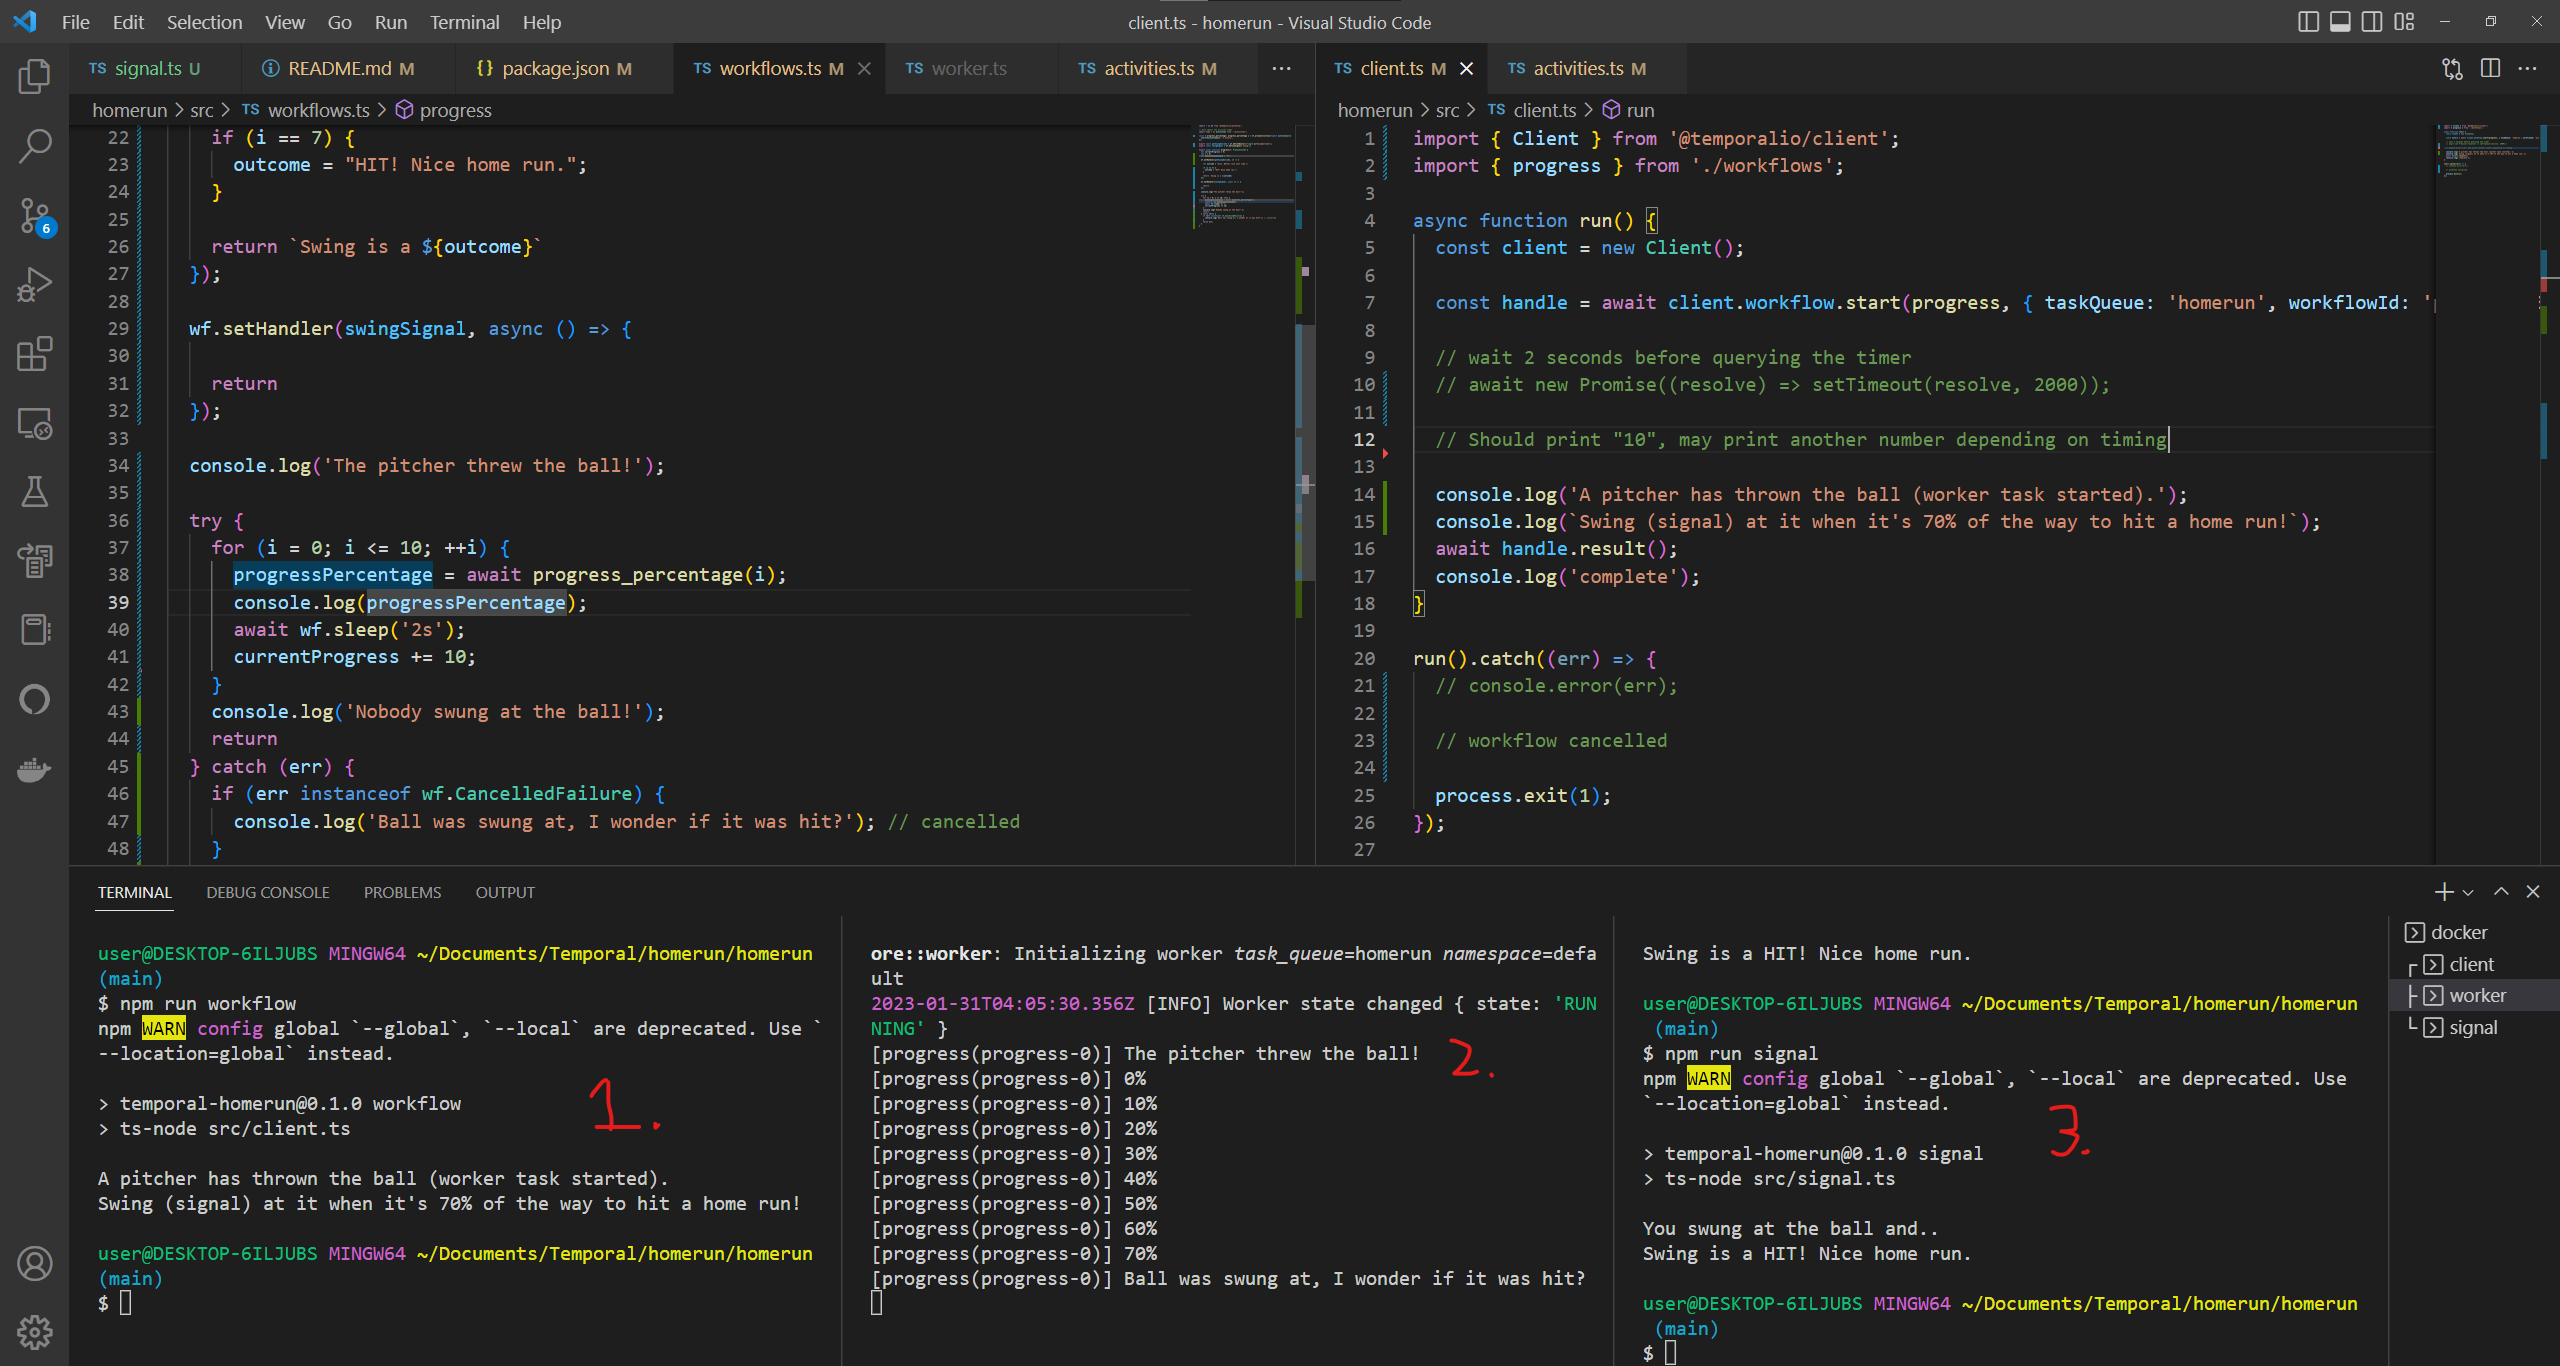 File Edit Selection View Go Run Terminal Help
client.ts - homerun - Visual Studio Code
TS signal.ts U
README.md M
{} package.json M
TS workflows.ts M
TS worker.ts
TS activities.ts M
TS client.ts M
TS activities.ts M
homerun > src > TS workflows.ts > progress
22 if (i == 7) {
23 outcome = "HIT! Nice home run.";
24 }
25
26 return `Swing is a ${outcome}`
27 });
28
29 wf.setHandler(swingSignal, async () => {
30
31 return
32 });
33
34 console.log('The pitcher threw the ball!');
35
36 try {
37 for (i = 0; i <= 10; ++i) {
38 progressPercentage = await progress_percentage(i);
39 console.log(progressPercentage);
40 await wf.sleep('2s');
41 currentProgress += 10;
42 }
43 console.log('Nobody swung at the ball!');
44 return
45 } catch (err) {
46 if (err instanceof wf.CancelledFailure) {
47 console.log('Ball was swung at, I wonder if it was hit?'); // cancelled
48 }
homerun > src > TS client.ts > run
1 import { Client } from '@temporalio/client';
2 import { progress } from './workflows';
3
4 async function run() {
5 const client = new Client();
6
7 const handle = await client.workflow.start(progress, { taskQueue: 'homerun', workflowId: '
8
9 // wait 2 seconds before querying the timer
10 // await new Promise((resolve) => setTimeout(resolve, 2000));
11
12 // Should print "10", may print another number depending on timing
13
14 console.log('A pitcher has thrown the ball (worker task started).');
15 console.log(`Swing (signal) at it when it's 70% of the way to hit a home run!`);
16 await handle.result();
17 console.log('complete');
18 }
19
20 run().catch((err) => {
21 // console.error(err);
22
23 // workflow cancelled
24
25 process.exit(1);
26 });
27
6
TERMINAL DEBUG CONSOLE PROBLEMS OUTPUT
user@DESKTOP-6ILJUBS MINGW64 ~/Documents/Temporal/homerun/homerun
(main)
$ npm run workflow
npm WARN config global `--global`, `--local` are deprecated. Use `
--location=global` instead.
> temporal-homerun@0.1.0 workflow
> ts-node src/client.ts
1.
A pitcher has thrown the ball (worker task started).
Swing (signal) at it when it's 70% of the way to hit a home run!
user@DESKTOP-6ILJUBS MINGW64 ~/Documents/Temporal/homerun/homerun
(main)
$
ore::worker: Initializing worker task_queue=homerun namespace=defa
ult
2023-01-31T04:05:30.356Z [INFO] Worker state changed { state: 'RUN
NING' }
[progress(progress-0)] The pitcher threw the ball!
2.
[progress(progress-0)] 0%
[progress(progress-0)] 10%
[progress(progress-0)] 20%
[progress(progress-0)] 30%
[progress(progress-0)] 40%
[progress(progress-0)] 50%
[progress(progress-0)] 60%
[progress(progress-0)] 70%
[progress(progress-0)] Ball was swung at, I wonder if it was hit?
Swing is a HIT! Nice home run.
user@DESKTOP-6ILJUBS MINGW64 ~/Documents/Temporal/homerun/homerun
(main)
$ npm run signal
npm WARN config global `--global`, `--local` are deprecated. Use
`--location=global` instead.
3.
> temporal-homerun@0.1.0 signal
> ts-node src/signal.ts
You swung at the ball and..
Swing is a HIT! Nice home run.
user@DESKTOP-6ILJUBS MINGW64 ~/Documents/Temporal/homerun/homerun
(main)
$
docker
client
worker
signal